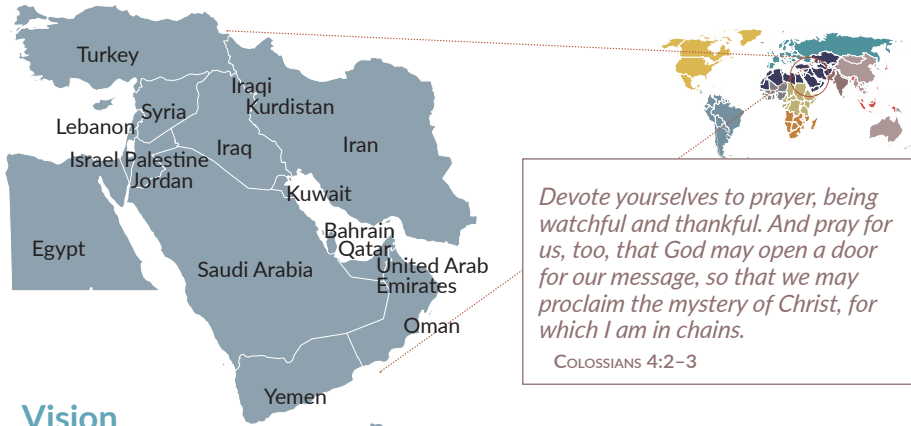 Turkey
Iraqi
Kurdistan
Syria
Lebanon
Iraq
Iran
Israel Palestine
Jordan
Kuwait
Bahrain
Qatar
Egypt
Saudi Arabia
United Arab
Emirates
Oman
Yemen
Devote yourselves to prayer, being
watchful and thankful. And pray for
us, too, that God may open a door
for our message, so that we may
proclaim the mystery of Christ, for
which I am in chains.
Colossians 4:2–3
Vision